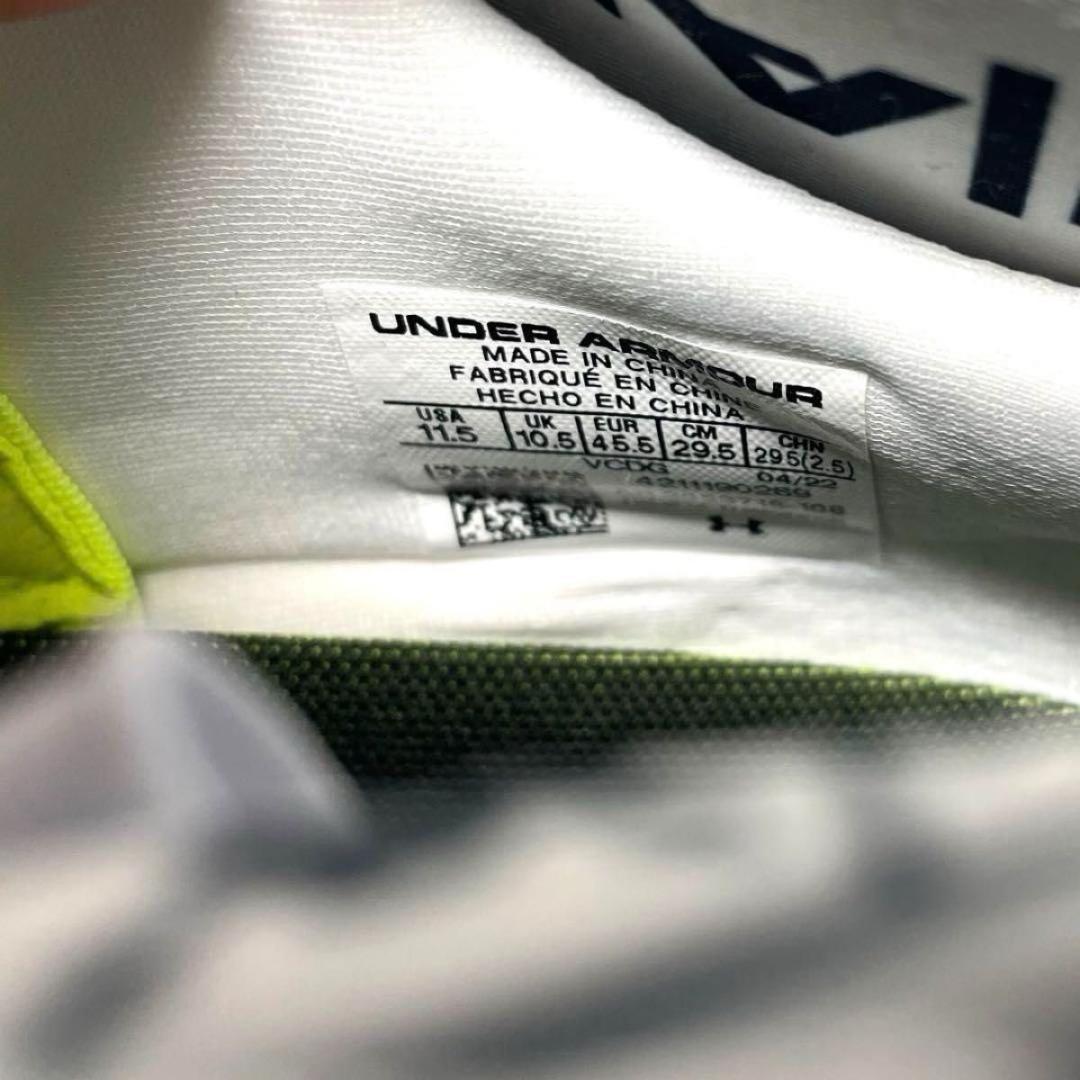 UNDER ARMOUR
MADE IN CHINA
FABRIQUÉ EN CHINE
HECHO EN CHINA
USA UK EUR CM CHN
11.5 10.5 45.5 29.5 295(2.5)
VCDG 04/22
4211190269